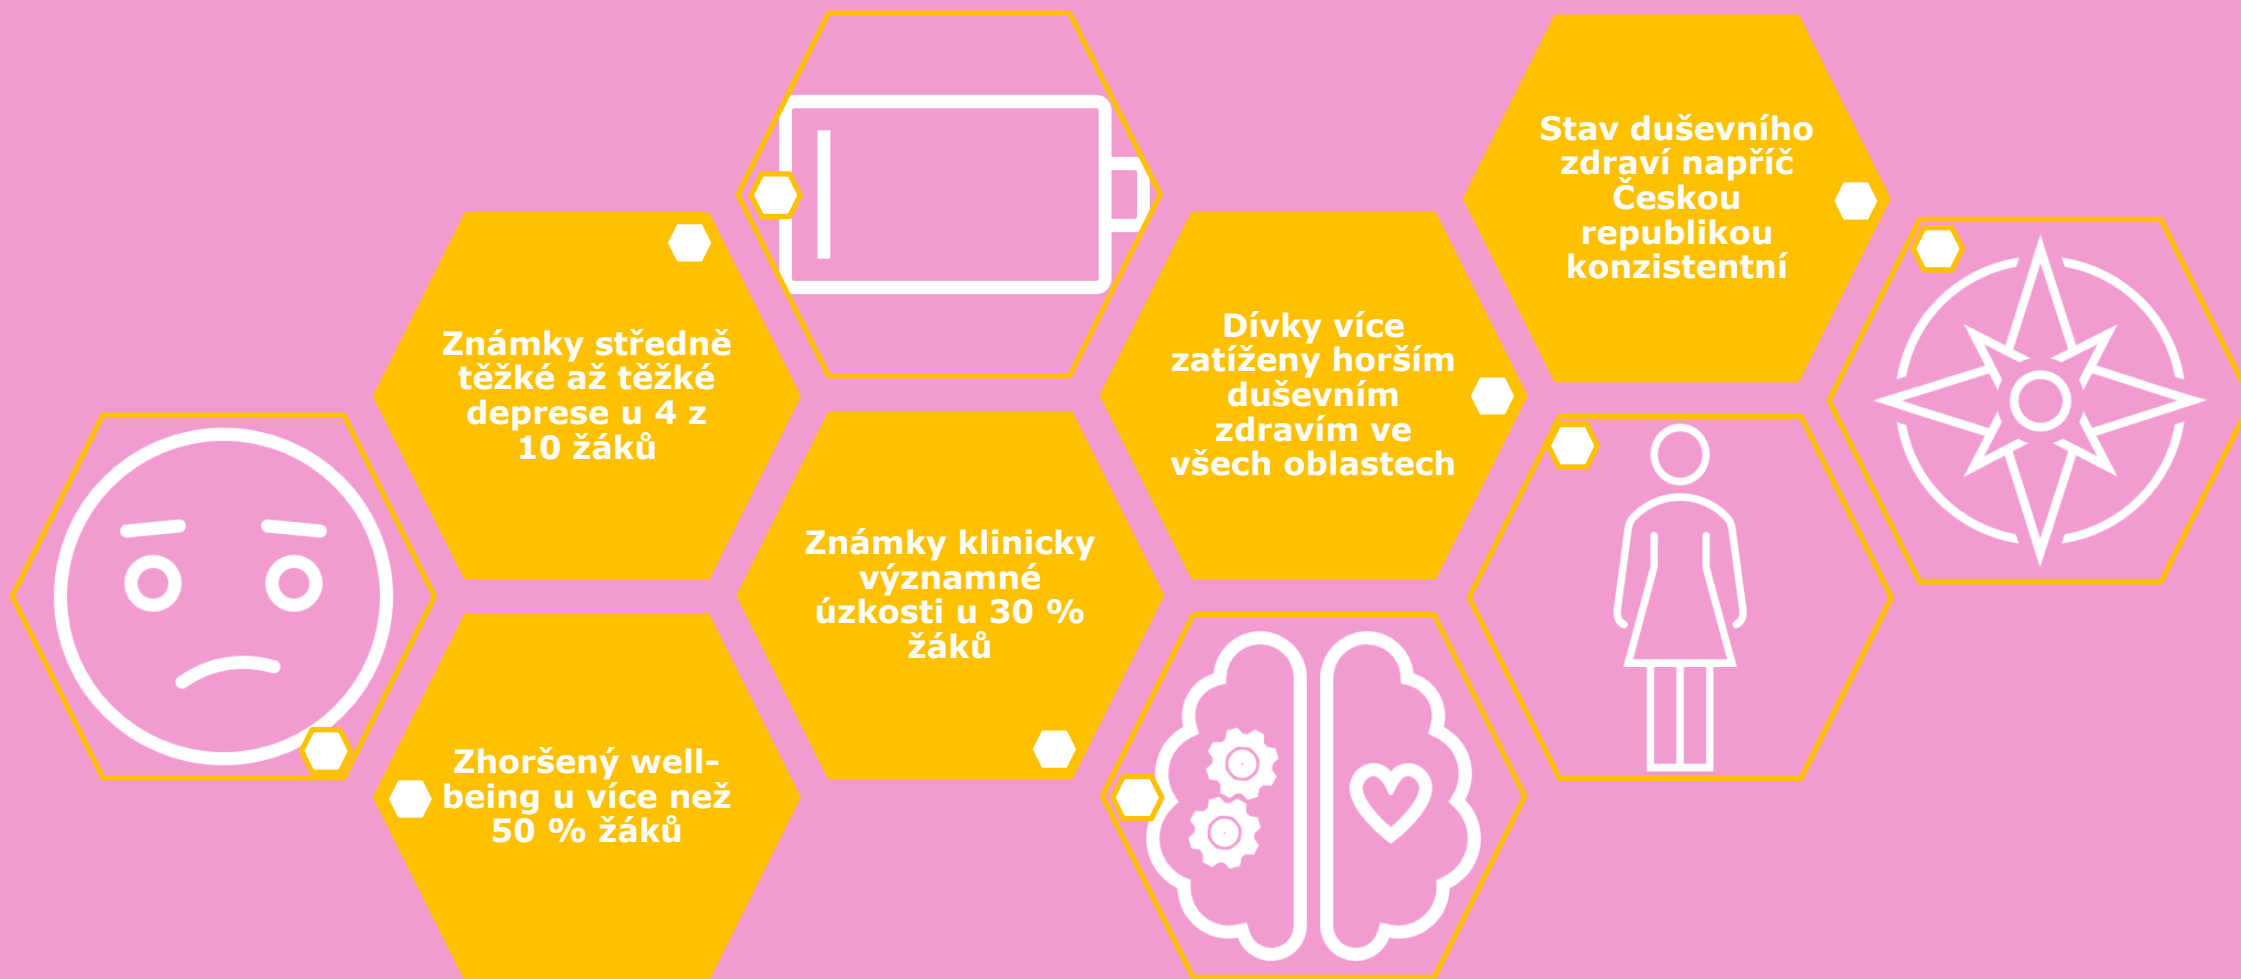 Známky středně
těžké až těžké
deprese u 4 z
10 žáků
Zhoršený well-
being u více než
50 % žáků
Známky klinicky
významné
úzkosti u 30 %
žáků
Dívky více
zatíženy horším
duševním
zdravím ve
všech oblastech
Stav duševního
zdraví napříč
Českou
republikou
konzistentní